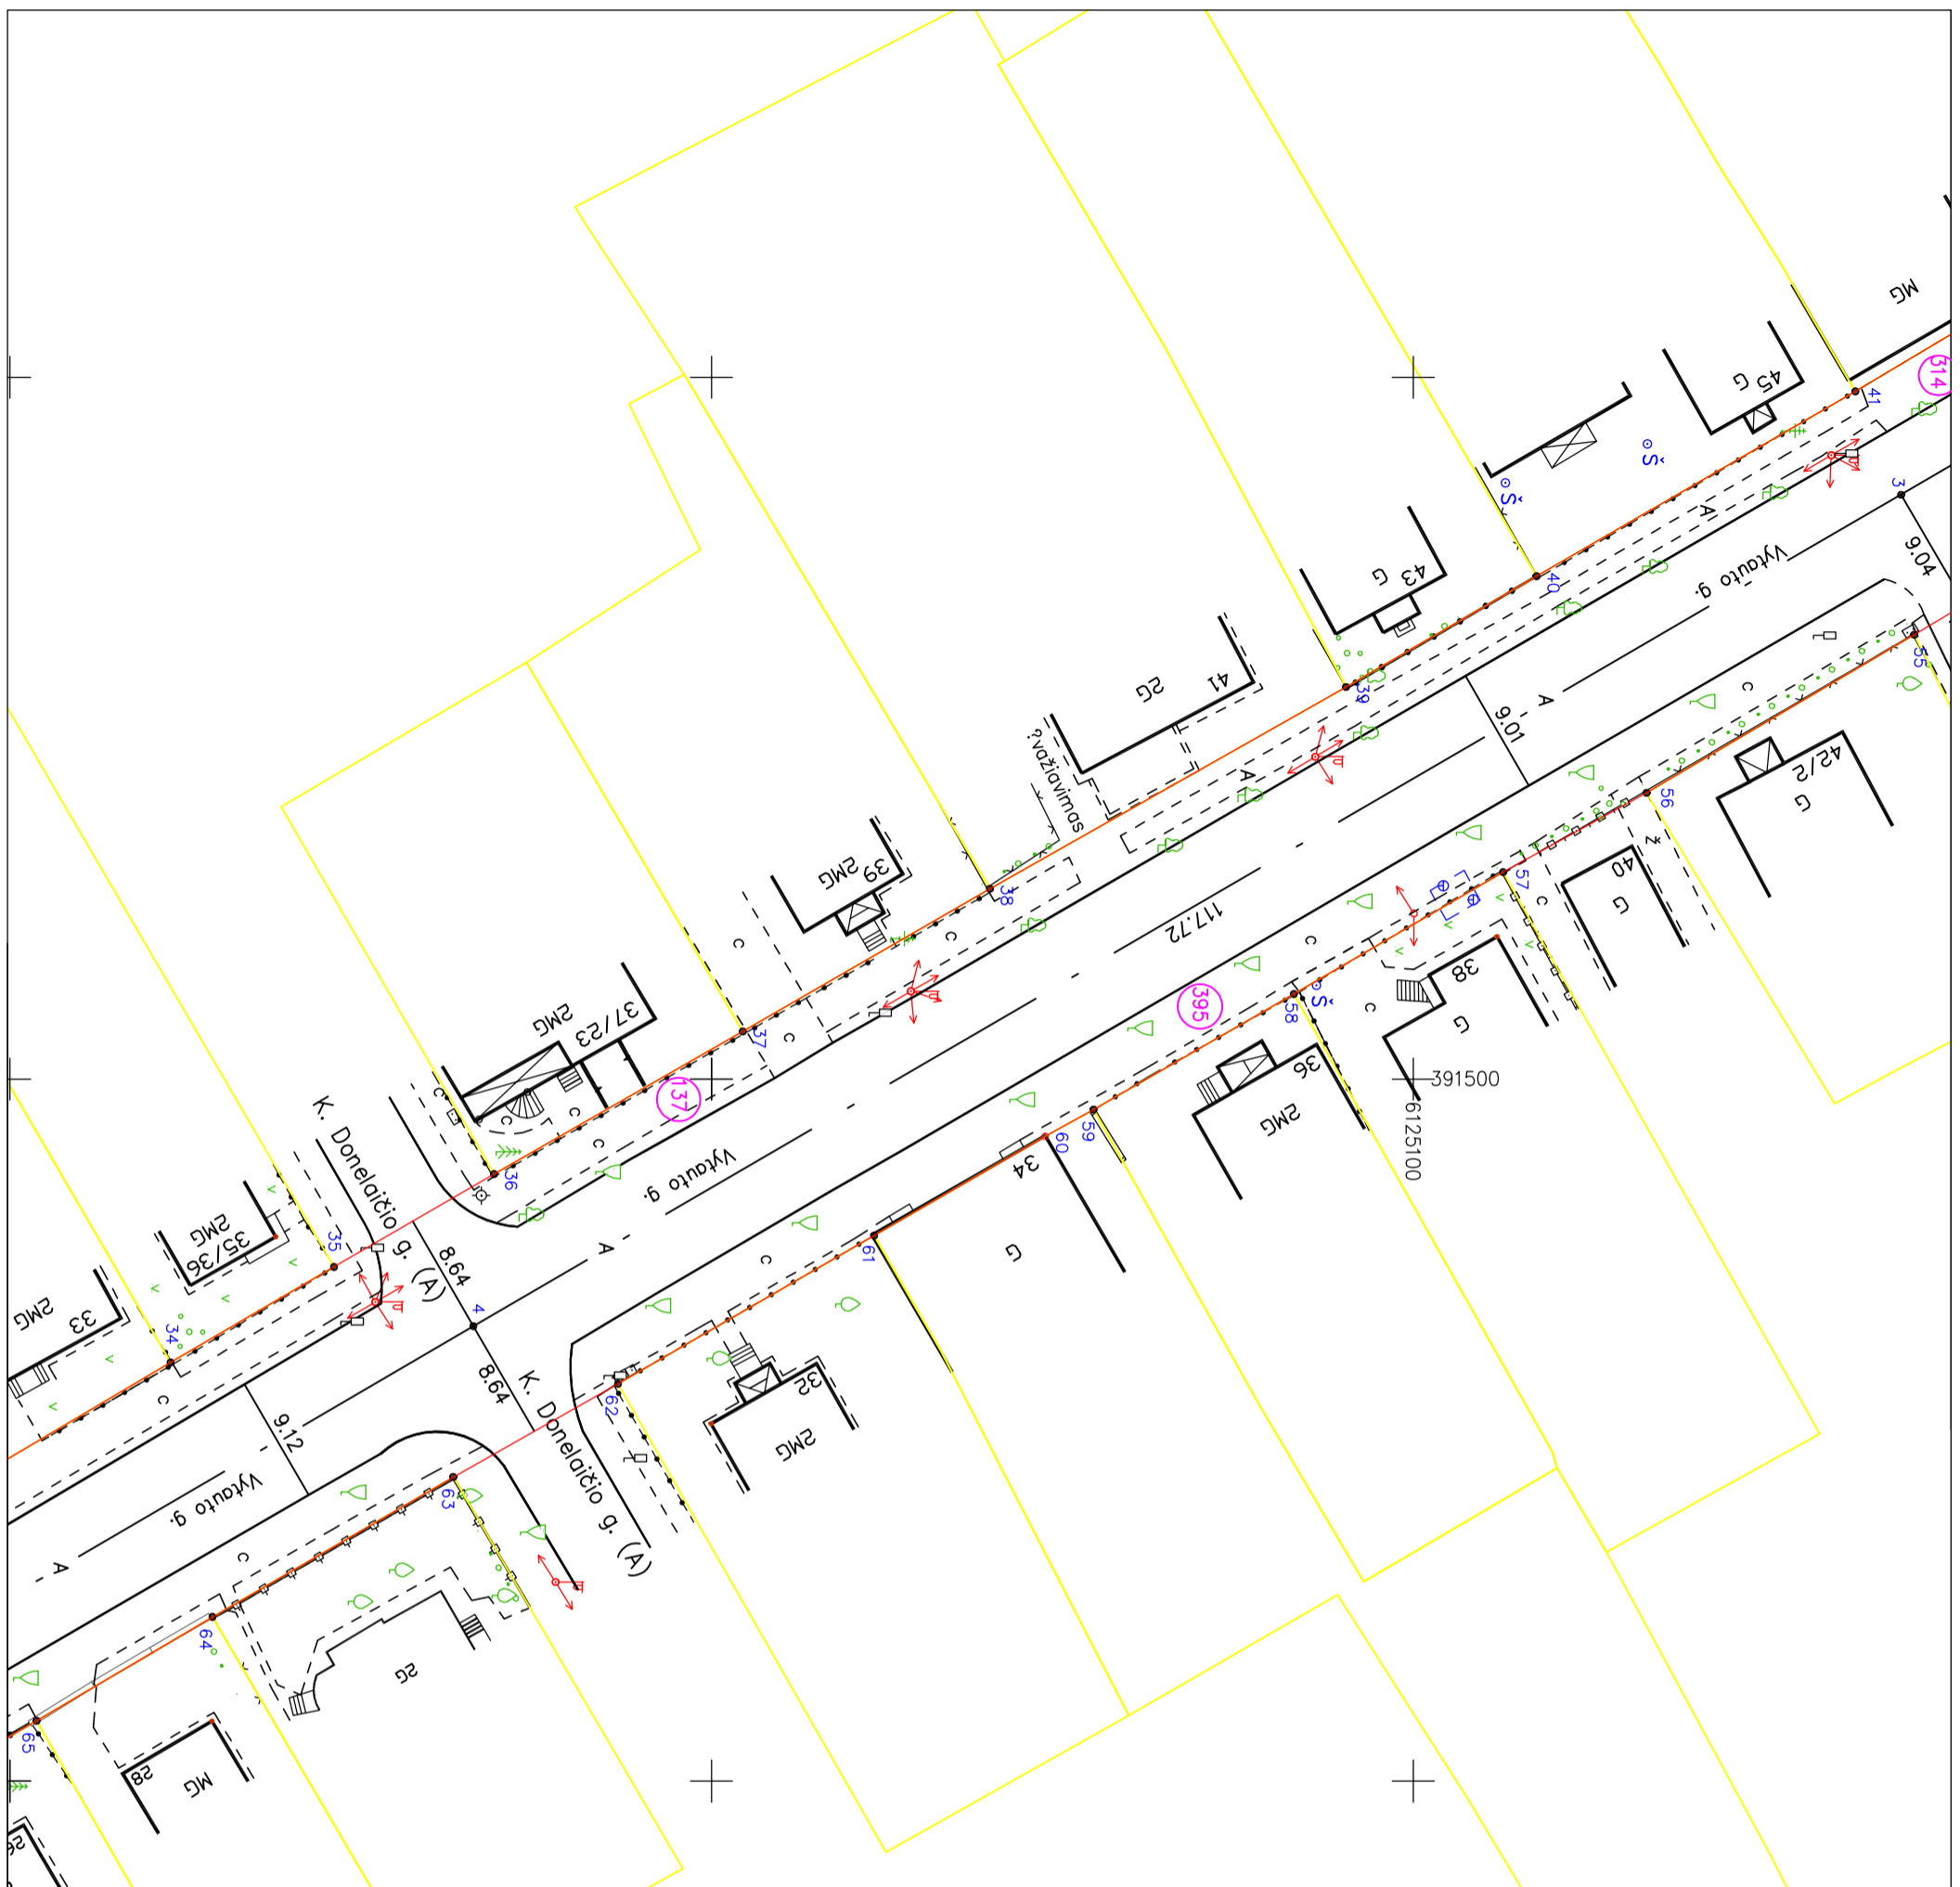 MG
314
41
45
G
Š
3
9.04
Vytauto g.
A
Š
40
43
G
A
39
9.01
55
c
42/2
G
56
ž
40
G
41
2G
?važiavimas
A
38
39
2MG
c
c
117.72
57
c
38
G
c
c
Š
58
395
37
c
37/23
2MG
137
c
c
c
c
36
2MG
391500
6125100
59
60
34
G
36
Vytauto g.
K. Donelaičio g. (A)
35
35/36
2MG
33
2MG
34
c
8.64
4
A
8.64
61
c
K. Donelaičio g. (A)
62
32
2MG
9.12
Vytauto g.
A
63
c
64
2G
65
28
MG